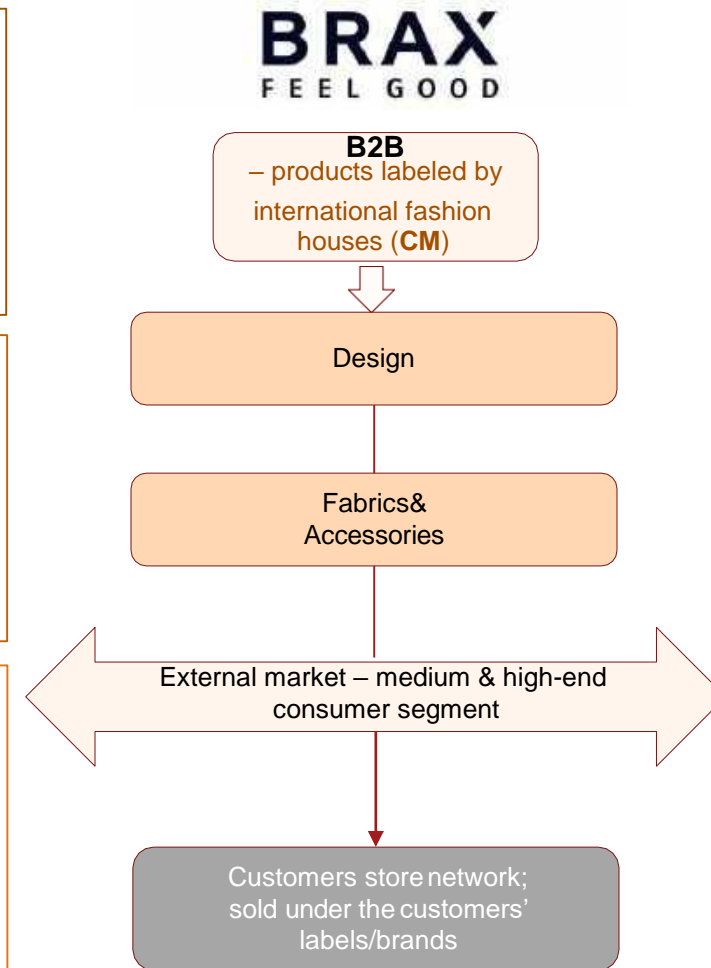 BRAX
FEEL GOOD
B2B
– products labeled by
international fashion
houses (CM)
Design
Fabrics&
Accessories
External market – medium & high-end
consumer segment
Customers store network;
sold under the customers’
labels/brands